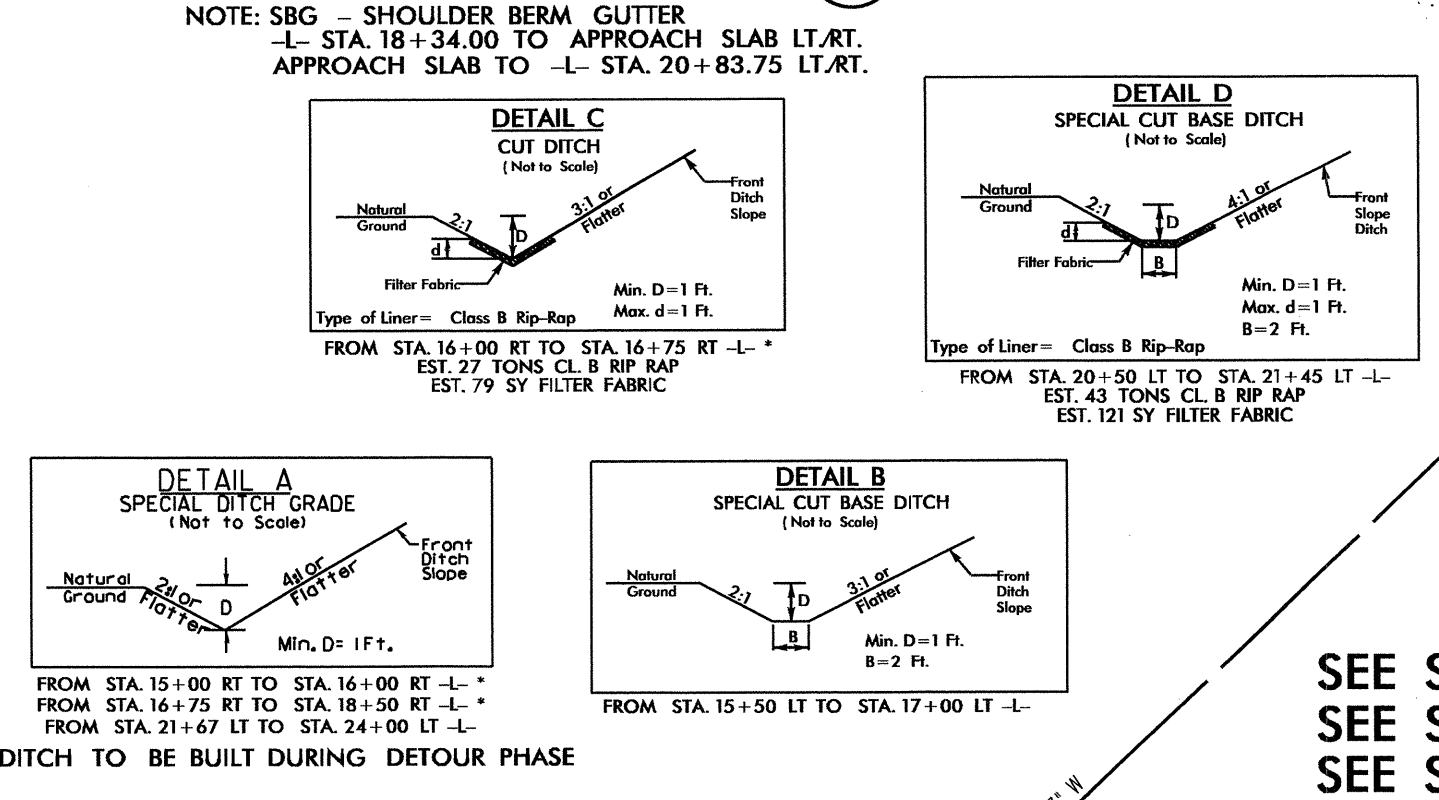 NOTE: SBG – SHOULDER BERM GUTTER
–L– STA. 18+34.00 TO APPROACH SLAB LT./RT.
APPROACH SLAB TO –L– STA. 20+83.75 LT./RT.
DETAIL C
CUT DITCH
(Not to Scale)
Natural
Ground
2:1
D
d
3:1 or
Flatter
Front
Ditch
Slope
Filter Fabric
Min. D=1 Ft.
Max. d=1 Ft.
Type of Liner= Class B Rip-Rap
FROM STA. 16+00 RT TO STA. 16+75 RT –L– *
EST. 27 TONS CL. B RIP RAP
EST. 79 SY FILTER FABRIC
DETAIL D
SPECIAL CUT BASE DITCH
(Not to Scale)
Natural
Ground
2:1
D
d
4:1 or
Flatter
Front
Slope
Ditch
Filter Fabric
B
Min. D=1 Ft.
Max. d=1 Ft.
B=2 Ft.
Type of Liner= Class B Rip-Rap
FROM STA. 20+50 LT TO STA. 21+45 LT –L–
EST. 43 TONS CL. B RIP RAP
EST. 121 SY FILTER FABRIC
DETAIL A
SPECIAL DITCH GRADE
(Not to Scale)
Natural
Ground
2:1 or
Flatter
D
4:1 or
Flatter
Front
Ditch
Slope
Min. D= 1Ft.
FROM STA. 15+00 RT TO STA. 16+00 RT –L– *
FROM STA. 16+75 RT TO STA. 18+50 RT –L– *
FROM STA. 21+67 LT TO STA. 24+00 LT –L–
DITCH TO BE BUILT DURING DETOUR PHASE
DETAIL B
SPECIAL CUT BASE DITCH
(Not to Scale)
Natural
Ground
2:1
D
3:1 or
Flatter
Front
Ditch
Slope
B
Min. D=1 Ft.
B=2 Ft.
FROM STA. 15+50 LT TO STA. 17+00 LT –L–
SEE
SEE
SEE
" W